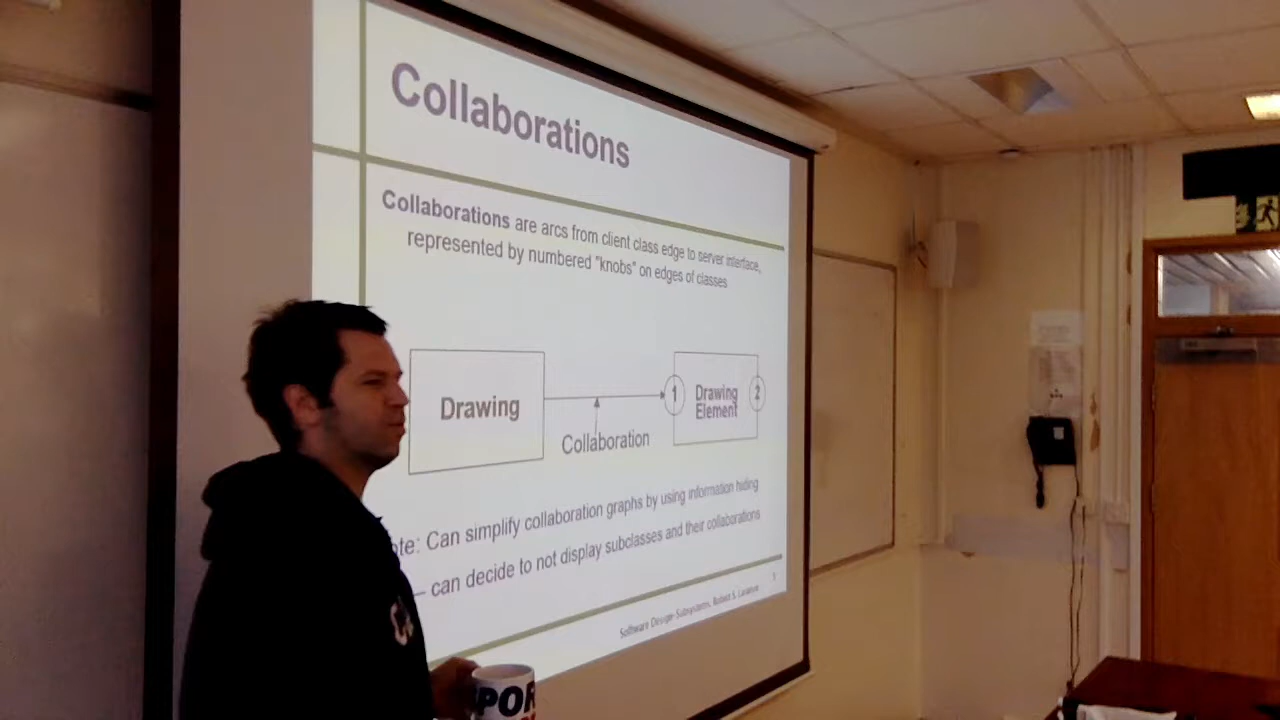 Collaborations
Collaborations are arcs from client class edge to server interface,
represented by numbered "knobs" on edges of classes
Drawing
1
Drawing
Element
2
Collaboration
ote: Can simplify collaboration graphs by using information hiding
– can decide to not display subclasses and their collaborations
Software Design: Subsystems, Robert S.
POR